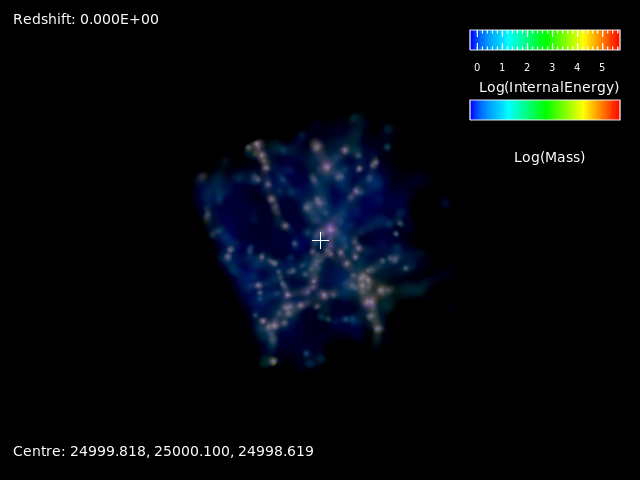 Redshift: 0.000E+00
0 1 2 3 4 5
Log(InternalEnergy)
Log(Mass)
Centre: 24999.818, 25000.100, 24998.619